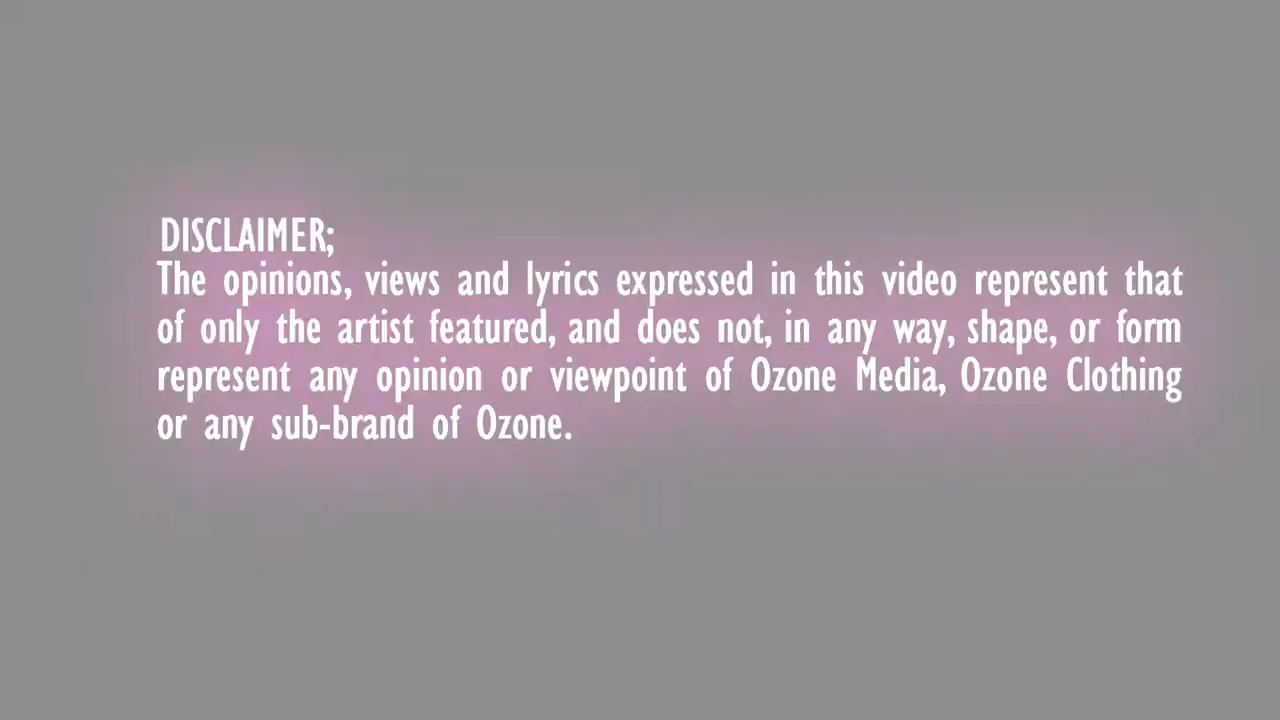 DISCLAIMER;
The opinions, views and lyrics expressed in this video represent that
of only the artist featured, and does not, in any way, shape, or form
represent any opinion or viewpoint of Ozone Media, Ozone Clothing
or any sub-brand of Ozone.